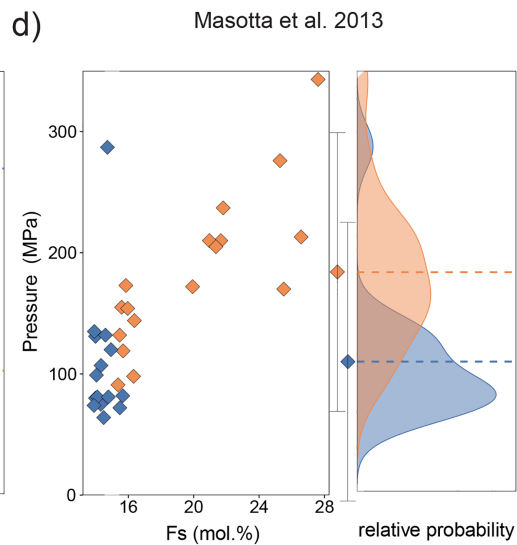 d)
Masotta et al. 2013
300
200
100
0
Pressure (MPa)
16
20
24
28
Fs (mol.%)
relative probability